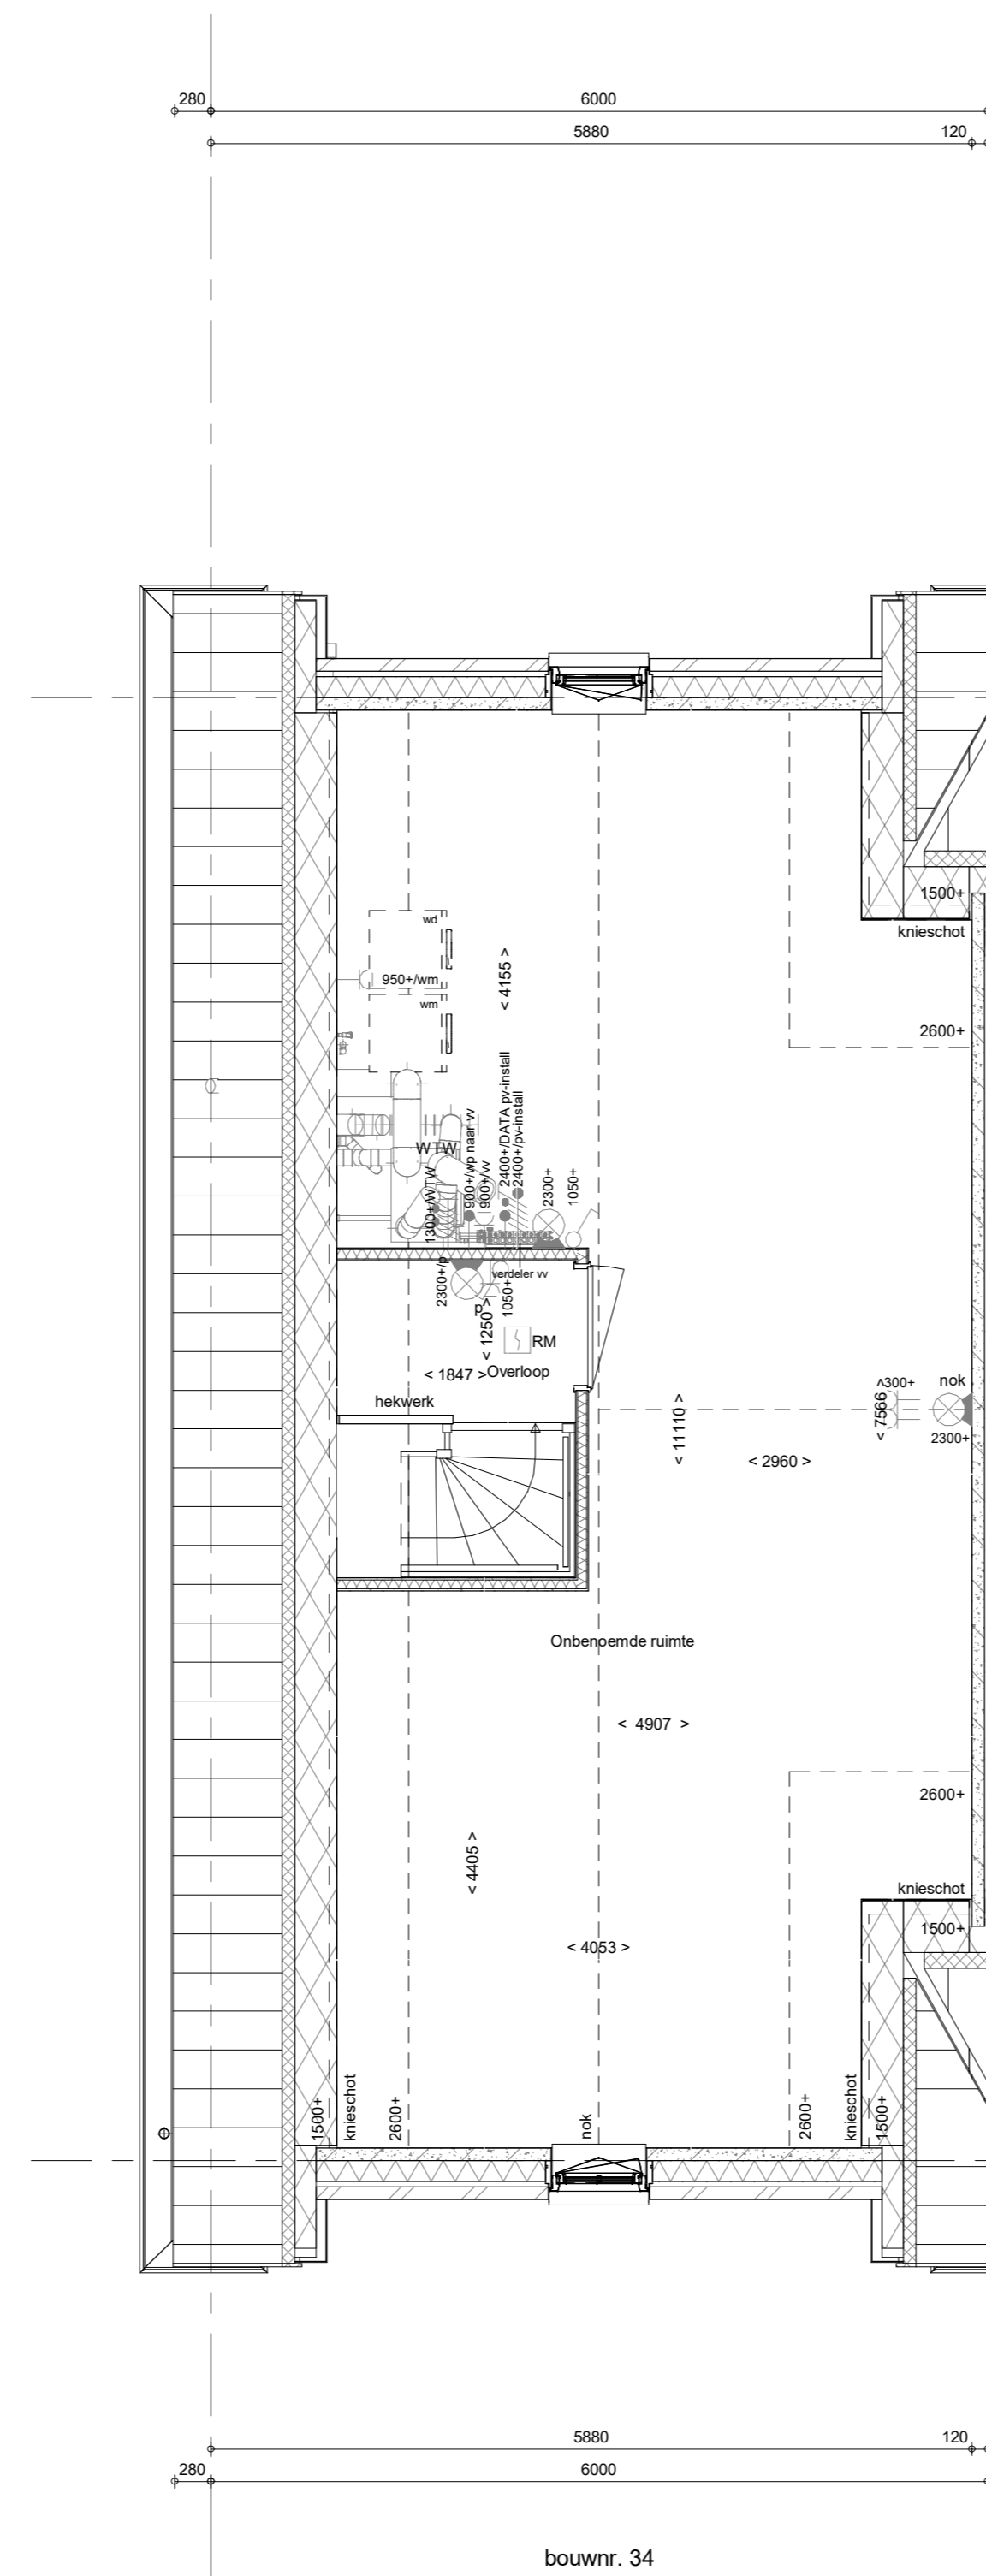 280
6000
5880
120
1500+
knieschot
wd
< 4155 >
950+/wm
wm
2600+
WTW
1300+/WTW
900+/wp naar vv
900+/vv
2400+/DATA pv-install
2400+/pv-install
2300+
1050+
verdeler vv
2300+/p
p
1050+
< 1250 >
RM
< 1847 >
Overloop
hekwerk
< 11110 >
< 7566 >
300+
nok
2300+
< 2960 >
Onbenoemde ruimte
< 4907 >
2600+
< 4405 >
knieschot
1500+
< 4053 >
1500+
knieschot
2600+
nok
2600+
knieschot
1500+
5880
120
280
6000
bouwnr. 34